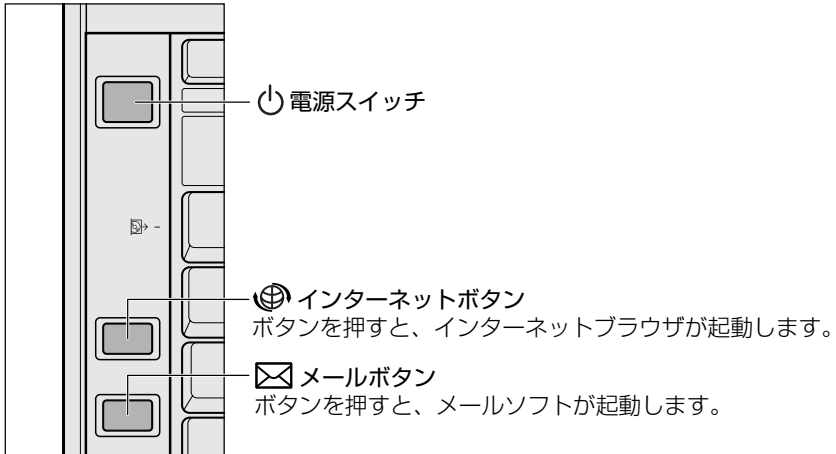 電源スイッチ
インターネットボタン
ボタンを押すと、インターネットブラウザが起動します。
メールボタン
ボタンを押すと、メールソフトが起動します。